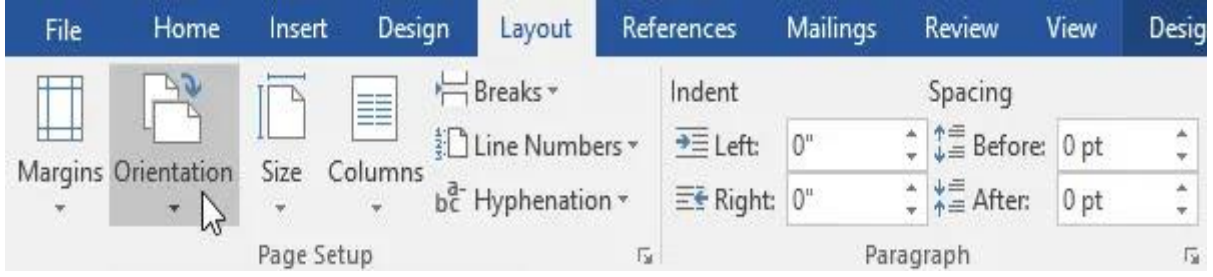 File Home Insert Design Layout References Mailings Review View Desig
Breaks
Indent Spacing
Line Numbers
Left: 0" Before: 0 pt
Margins Orientation Size Columns
Hyphenation
Right: 0" After: 0 pt
Page Setup Paragraph